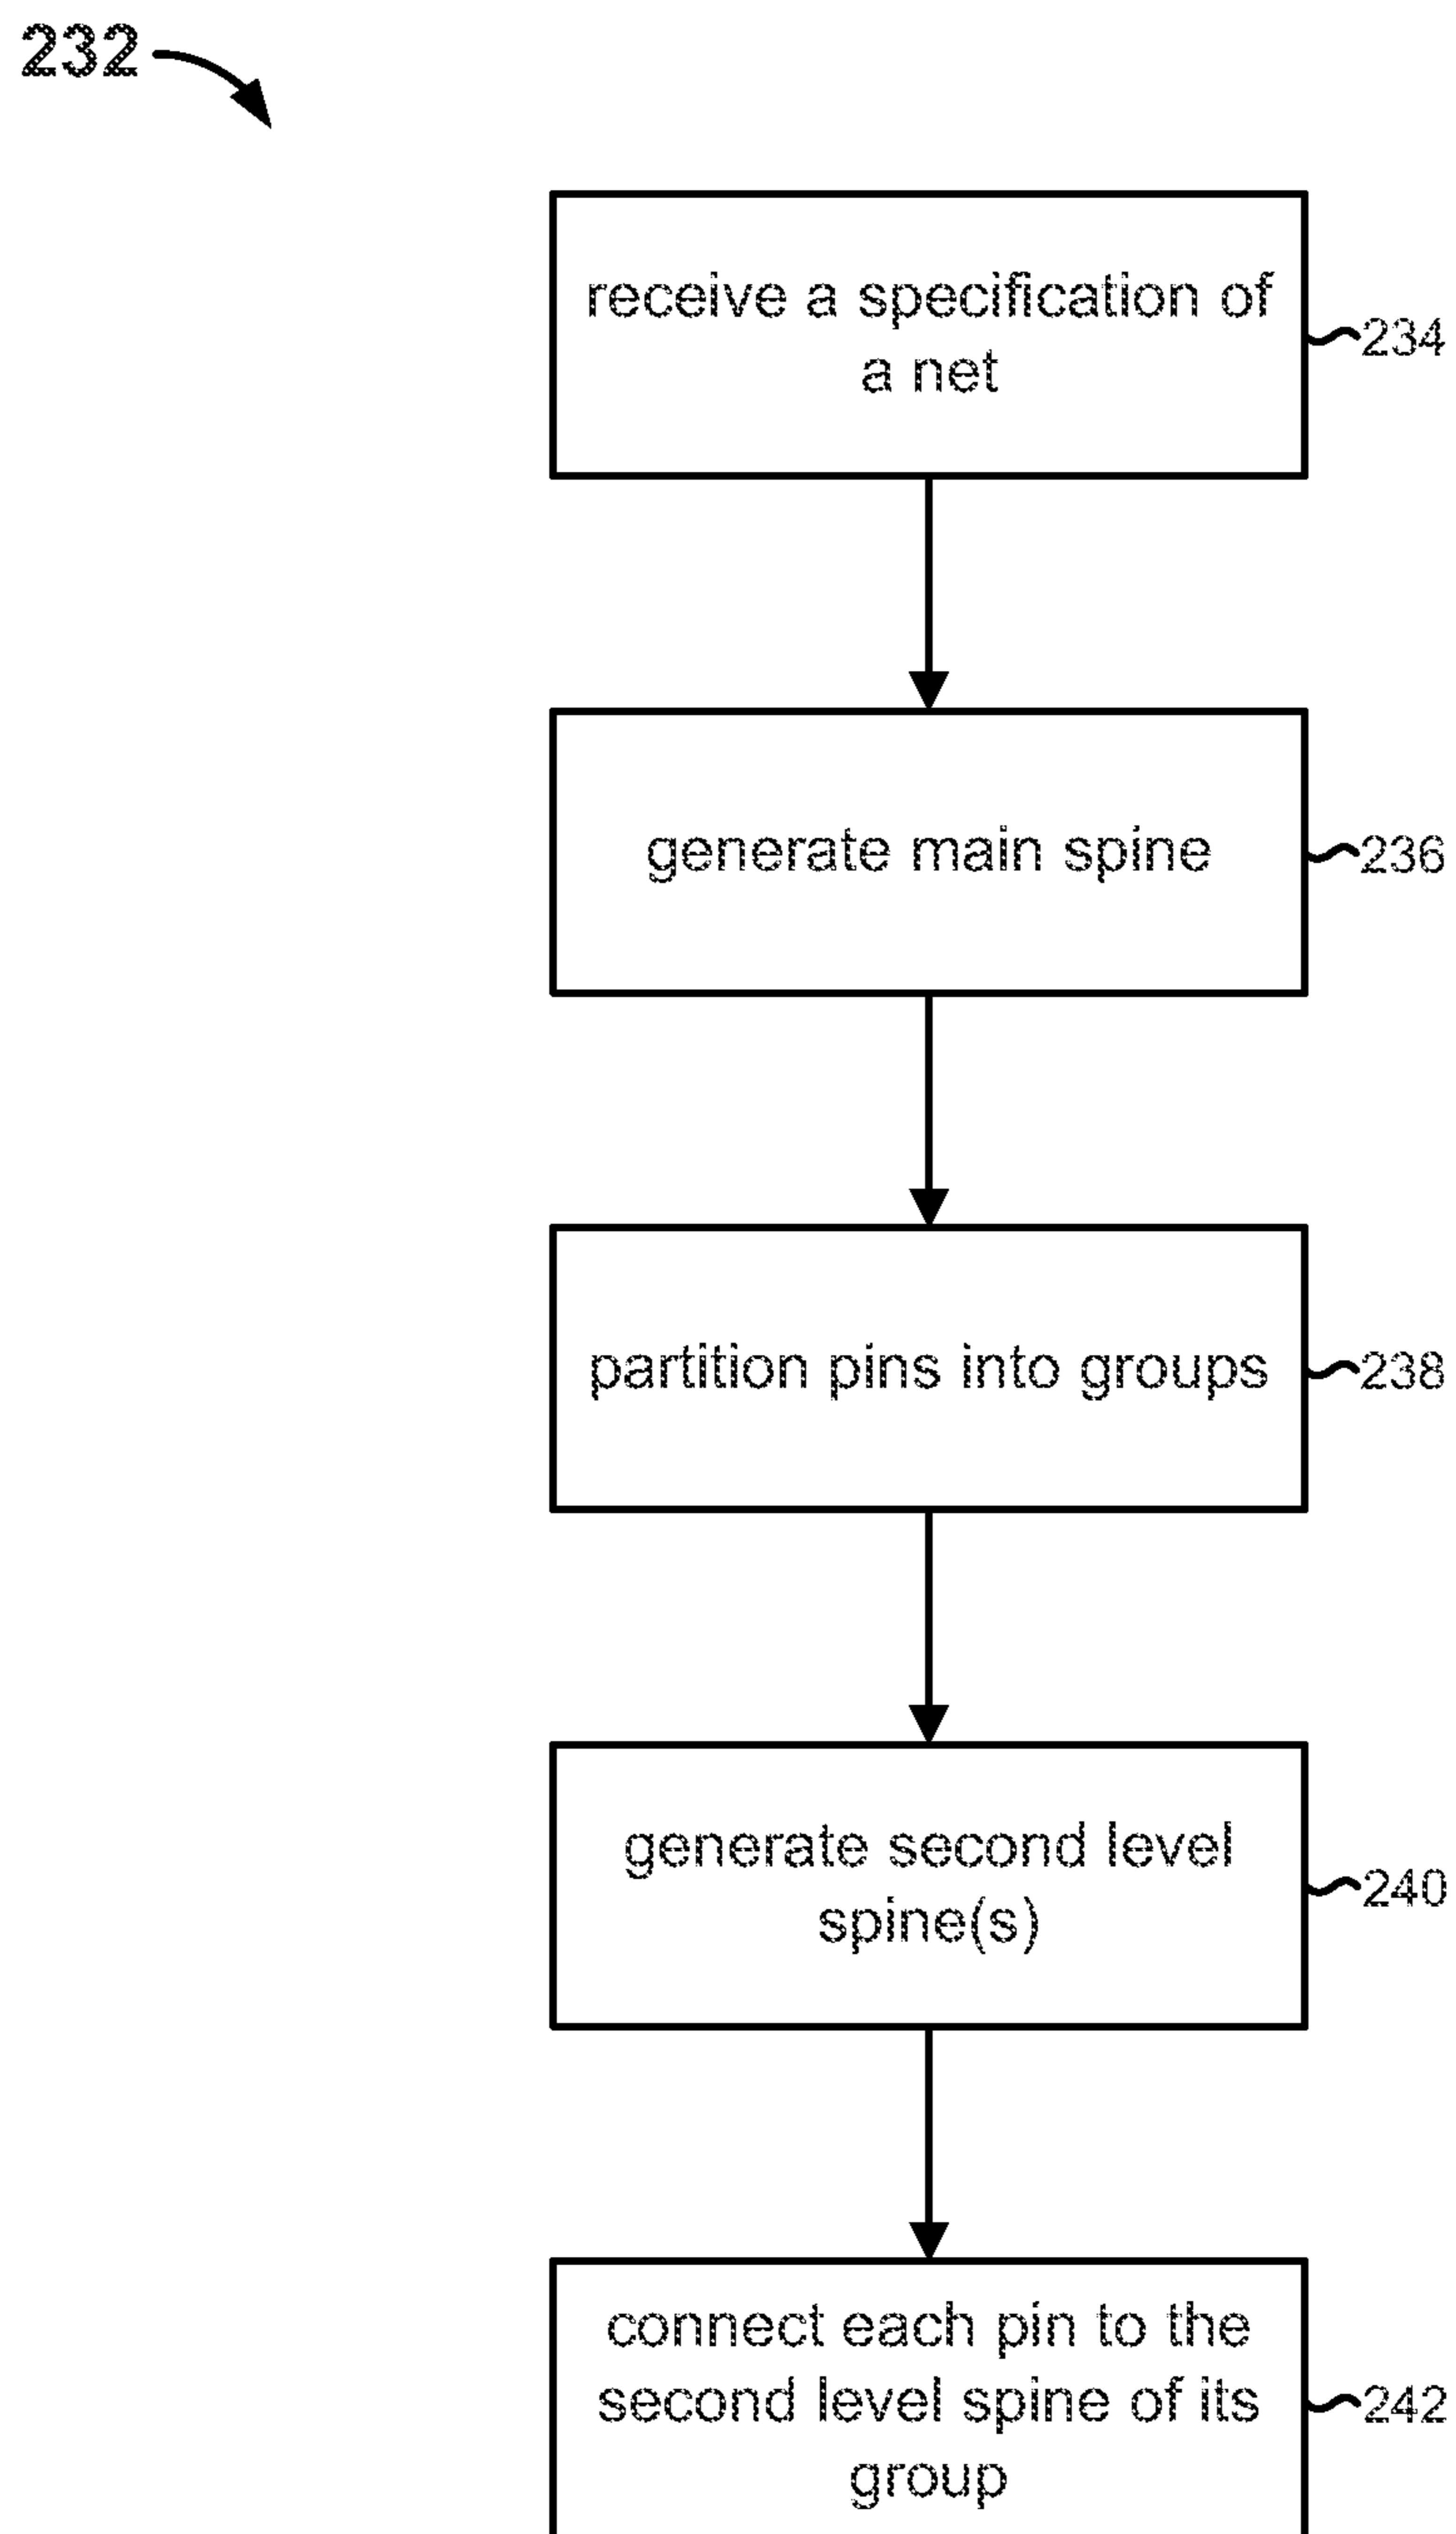 232
receive a specification of
a net
234
generate main spine
236
partition pins into groups
238
generate second level
spine(s)
240
connect each pin to the
second level spine of its
group
242